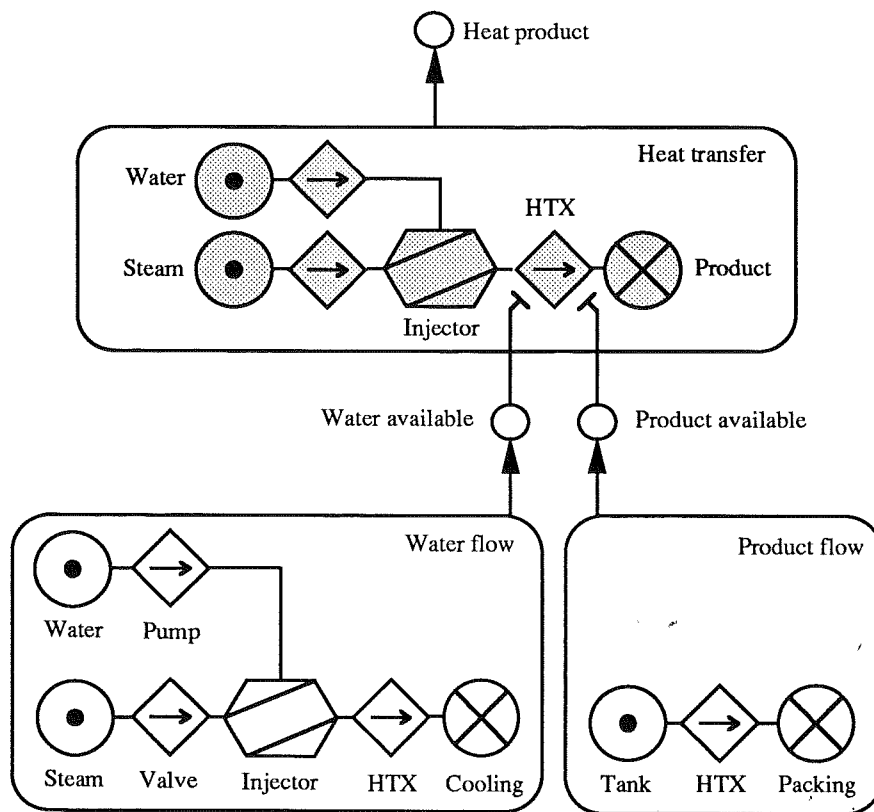 Heat product
Heat transfer
Water
HTX
Steam
Product
Injector
Water available
Product available
Water flow
Product flow
Water
Pump
Steam
Valve
Injector
HTX
Cooling
Tank
HTX
Packing